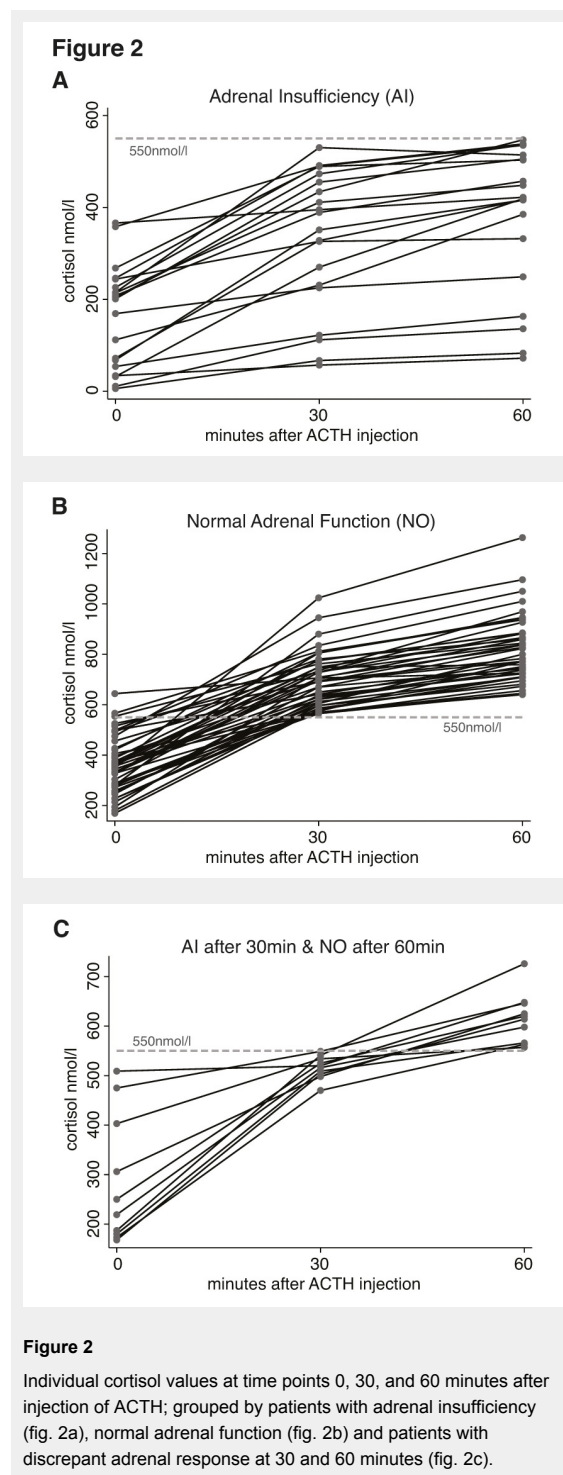 Figure 2
A
Adrenal Insufficiency (AI)
600
550nmol/l
400
cortisol nmol/l
200
0
0 30 60
minutes after ACTH injection
B
Normal Adrenal Function (NO)
1200
1000
800
cortisol nmol/l
600
550nmol/l
400
200
0 30 60
minutes after ACTH injection
C
AI after 30min & NO after 60min
700
600
550nmol/l
500
cortisol nmol/l
400
300
200
0 30 60
minutes after ACTH injection
Figure 2
Individual cortisol values at time points 0, 30, and 60 minutes after
injection of ACTH; grouped by patients with adrenal insufficiency
(fig. 2a), normal adrenal function (fig. 2b) and patients with
discrepant adrenal response at 30 and 60 minutes (fig. 2c).